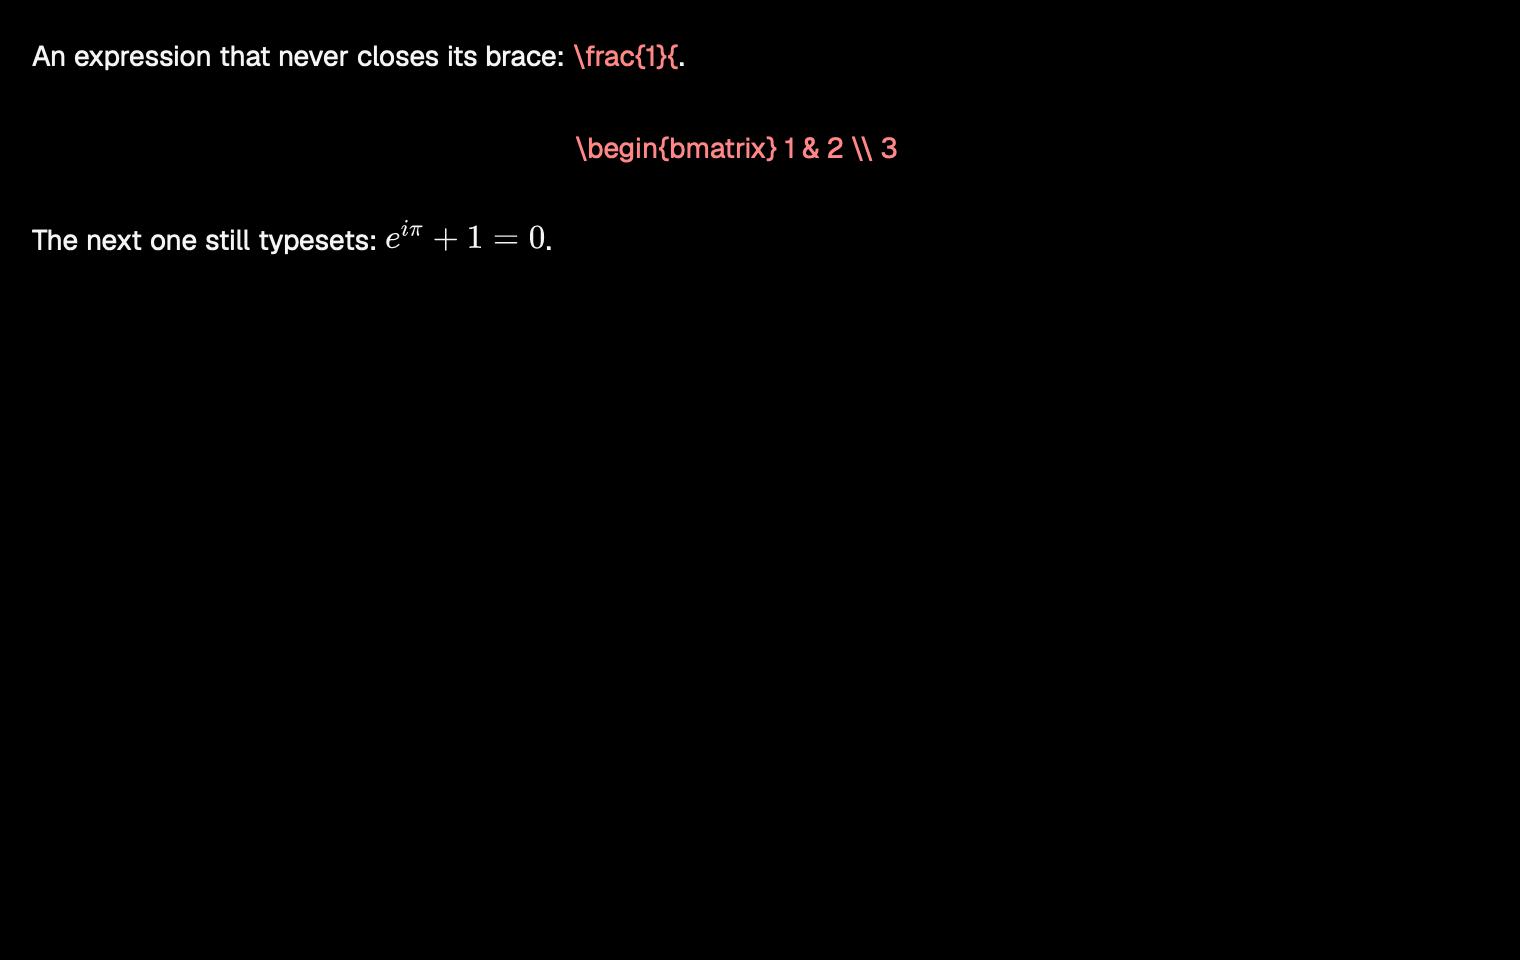 An expression that never closes its brace: \frac{1}{.
\begin{bmatrix} 1 & 2 \\ 3
The next one still typesets: $e^{i\pi} + 1 = 0$.